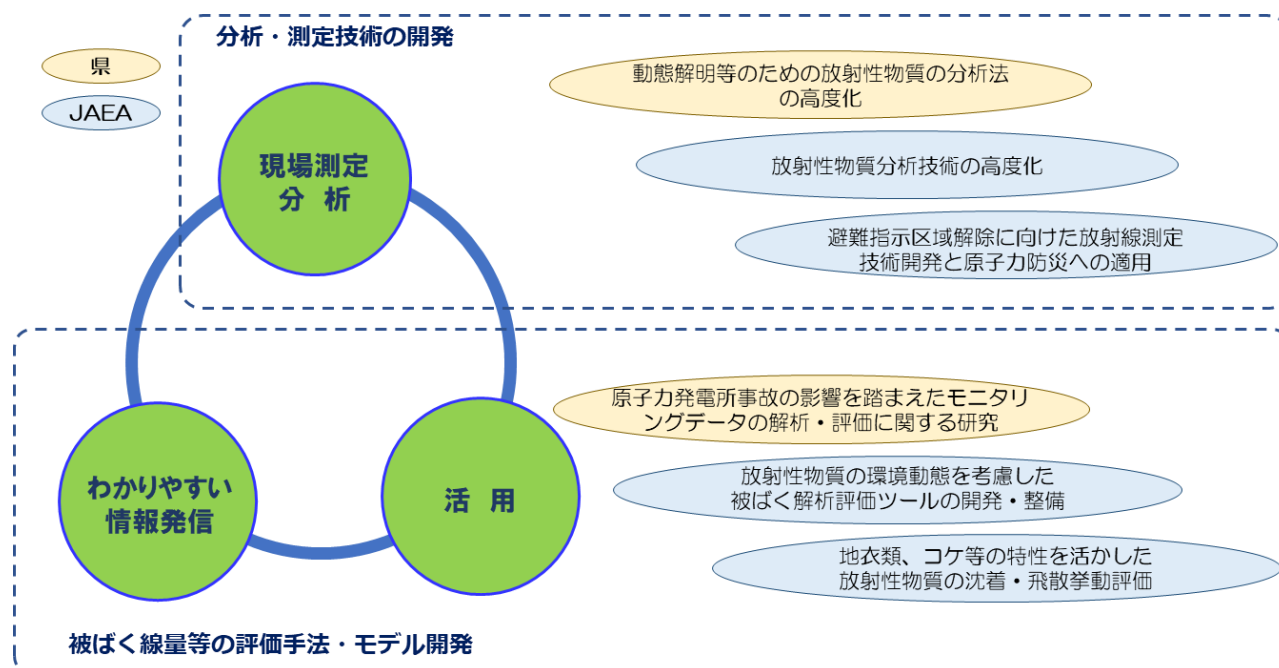 分析・測定技術の開発
県
JAEA
現場測定
分 析
動態解明等のための放射性物質の分析法
の高度化
放射性物質分析技術の高度化
避難指示区域解除に向けた放射線測定
技術開発と原子力防災への適用
わかりやすい
情報発信
活 用
原子力発電所事故の影響を踏まえたモニタリ
ングデータの解析・評価に関する研究
放射性物質の環境動態を考慮した
被ばく解析評価ツールの開発・整備
地衣類、コケ等の特性を活かした
放射性物質の沈着・飛散挙動評価
被ばく線量等の評価手法・モデル開発